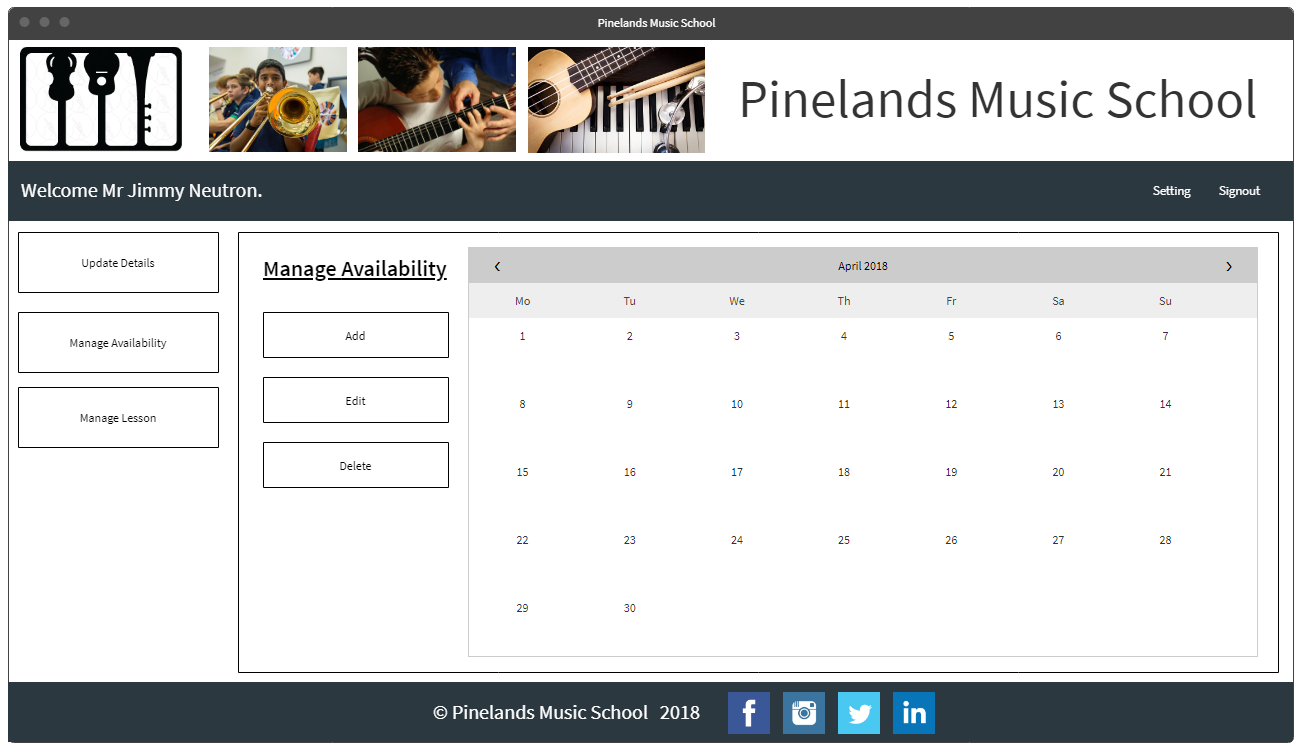 Pinelands Music School
Pinelands Music School
Welcome Mr Jimmy Neutron.
Setting Signout
Update Details
Manage Availability
Manage Lesson
Manage Availability
Add
Edit
Delete
‹ April 2018 ›
Mo Tu We Th Fr Sa Su
1 2 3 4 5 6 7
8 9 10 11 12 13 14
15 16 17 18 19 20 21
22 23 24 25 26 27 28
29 30
© Pinelands Music School 2018